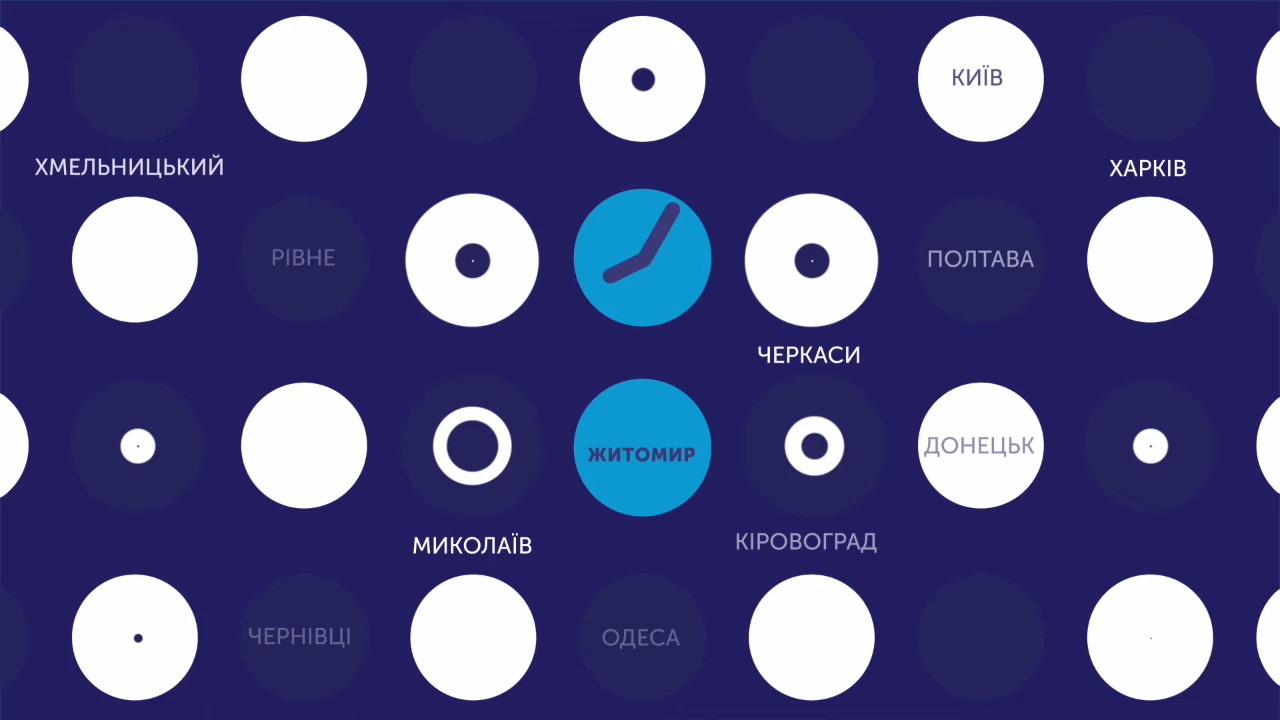 КИЇВ
ХМЕЛЬНИЦЬКИЙ
ХАРКІВ
РІВНЕ
ПОЛТАВА
ЧЕРКАСИ
ДОНЕЦЬК
ЖИТОМИР
МИКОЛАЇВ
КІРОВОГРАД
ЧЕРНІВЦІ
ОДЕСА